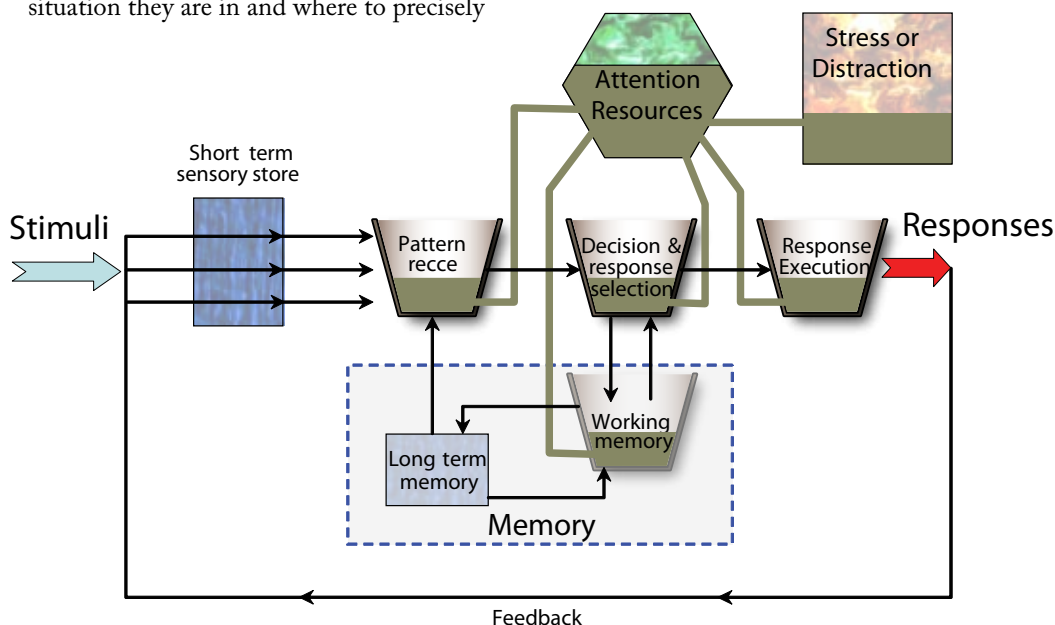 situation they are in and where to precisely
Stress or
Distraction
Attention
Resources
Short term
sensory store
Stimuli
Pattern
recce
Decision &
response
selection
Response
Execution
Responses
Working
memory
Long term
memory
Memory
Feedback